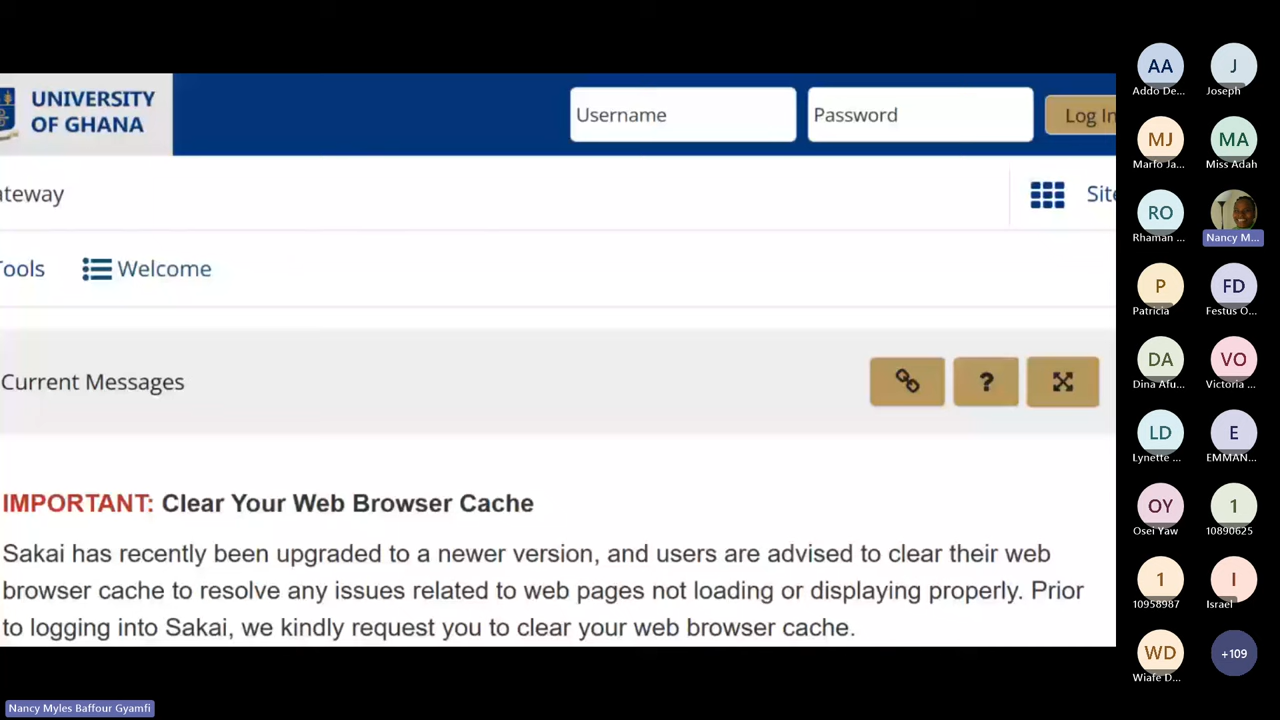 UNIVERSITY
OF GHANA
Username
Password
Log In
ateway
Site
Tools
Welcome
Current Messages
?
IMPORTANT: Clear Your Web Browser Cache
Sakai has recently been upgraded to a newer version, and users are advised to clear their web
browser cache to resolve any issues related to web pages not loading or displaying properly. Prior
to logging into Sakai, we kindly request you to clear your web browser cache.
AA
Addo De...
J
Joseph
MJ
Marfo Ja...
MA
Miss Adah
RO
Rhaman ...
Nancy M...
P
Patricia
FD
Festus O...
DA
Dina Afu...
VO
Victoria ...
LD
Lynette ...
E
EMMAN...
OY
Osei Yaw
1
10890625
1
10958987
I
Israel
WD
Wiafe D...
+109
Nancy Myles Baffour Gyamfi